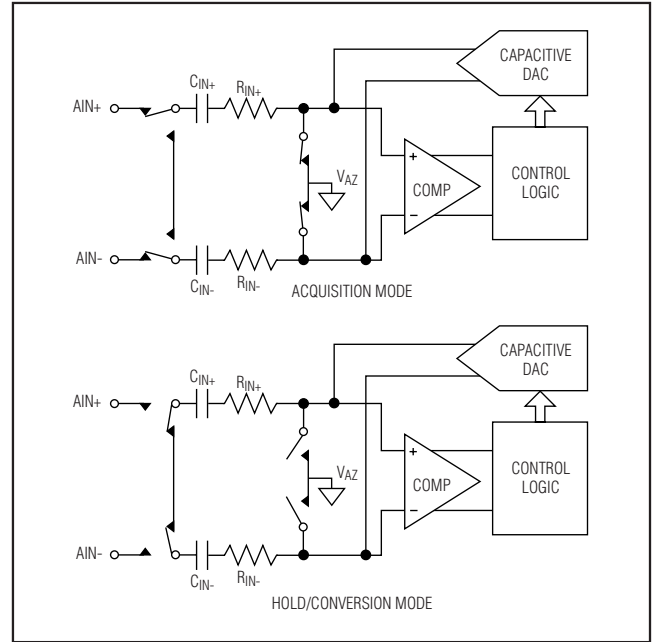 CAPACITIVE
DAC
CIN+
RIN+
AIN+
VAZ
+
COMP
−
CONTROL
LOGIC
AIN-
CIN-
RIN-
ACQUISITION MODE
CAPACITIVE
DAC
CIN+
RIN+
AIN+
VAZ
+
COMP
−
CONTROL
LOGIC
AIN-
CIN-
RIN-
HOLD/CONVERSION MODE